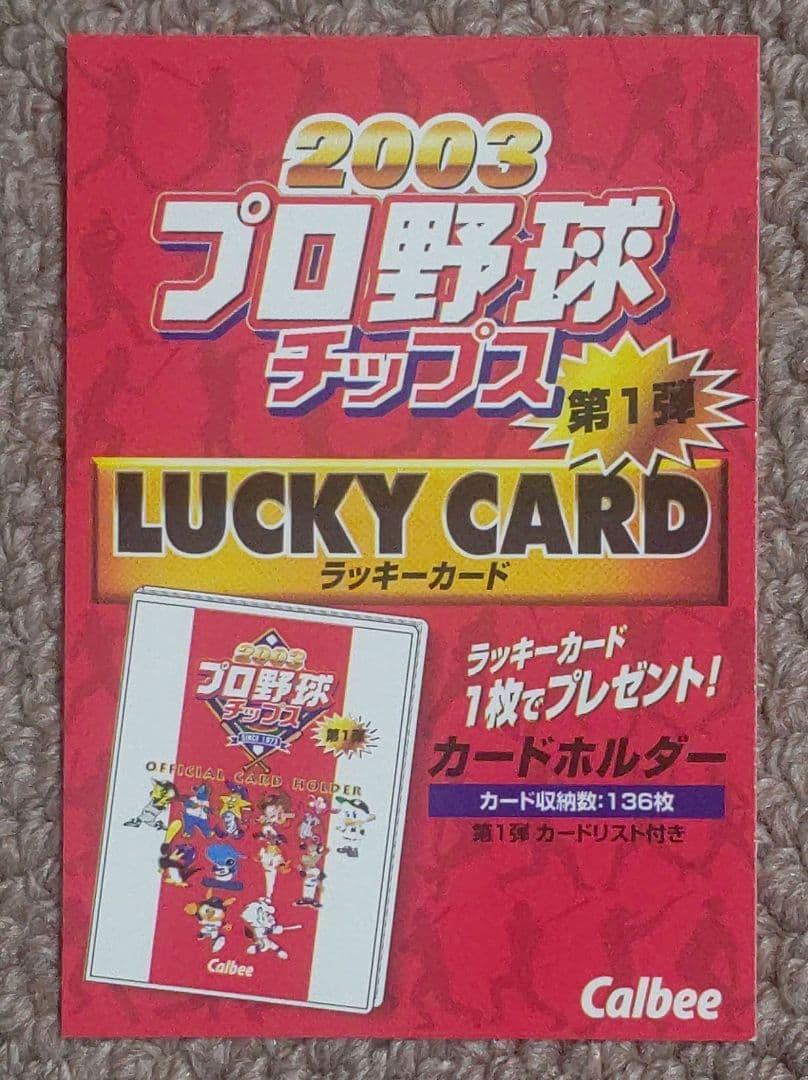 2003
プロ野球
チップス
第1弾
LUCKY CARD
ラッキーカード
ラッキーカード
1枚でプレゼント!
カードホルダー
カード収納数:136枚
第1弾 カードリスト付き
2003
プロ野球
チップス
SINCE 1973
第1弾
OFFICIAL CARD HOLDER
Calbee
Calbee